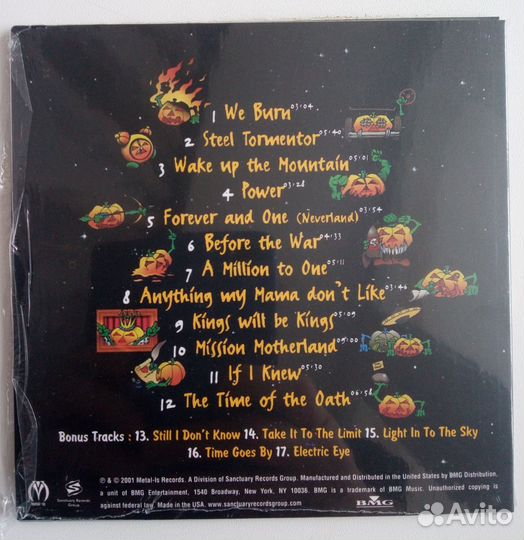 1 We Burn 03:04
2 Steel Tormentor 05:40
3 Wake up the Mountain 05:01
4 Power 03:28
5 Forever and One (Neverland) 03:54
6 Before the War 04:33
7 A Million to One 05:11
8 Anything my Mama don't Like 03:46
9 Kings will be Kings 05:09
10 Mission Motherland 09:00
11 If I Knew 05:30
12 The Time of the Oath 06:58
Bonus Tracks : 13. Still I Don't Know 14. Take It To The Limit 15. Light In To The Sky
16. Time Goes By 17. Electric Eye
℗ & © 2001 Metal-Is Records. A Division of Sanctuary Records Group. Manufactured and Distributed in the United States by BMG Distribution,
a unit of BMG Entertainment, 1540 Broadway, New York, NY 10036. BMG is a trademark of BMG Music. Unauthorized copying is
against federal law. Made in the USA. www.sanctuaryrecordsgroup.com.
Sanctuary Records
Group
BMG
Avito